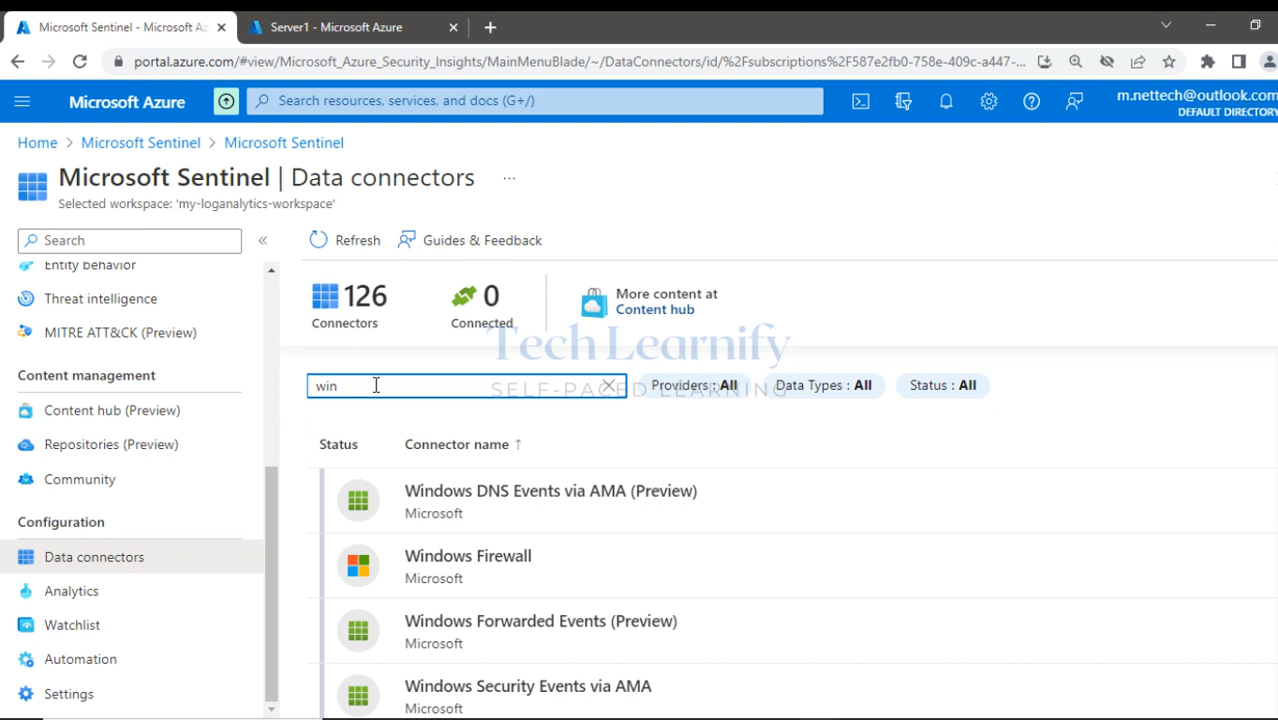 Microsoft Sentinel - Microsoft Az
Server1 - Microsoft Azure
portal.azure.com/#view/Microsoft_Azure_Security_Insights/MainMenuBlade/~/DataConnectors/id/%2Fsubscriptions%2F587e2fb0-758e-409c-a447-...
Microsoft Azure
Search resources, services, and docs (G+/)
m.nettech@outlook.com
DEFAULT DIRECTORY
Home > Microsoft Sentinel > Microsoft Sentinel
Microsoft Sentinel | Data connectors ...
Selected workspace: 'my-loganalytics-workspace'
Search
«
Refresh
Guides & Feedback
Entity behavior
Threat intelligence
MITRE ATT&CK (Preview)
Content management
Content hub (Preview)
Repositories (Preview)
Community
Configuration
Data connectors
Analytics
Watchlist
Automation
Settings
126
Connectors
0
Connected
More content at
Content hub
Tech Learnify
SELF-PACED LEARNING
win
Providers : All
Data Types : All
Status : All
Status
Connector name ↑
Windows DNS Events via AMA (Preview)
Microsoft
Windows Firewall
Microsoft
Windows Forwarded Events (Preview)
Microsoft
Windows Security Events via AMA
Microsoft